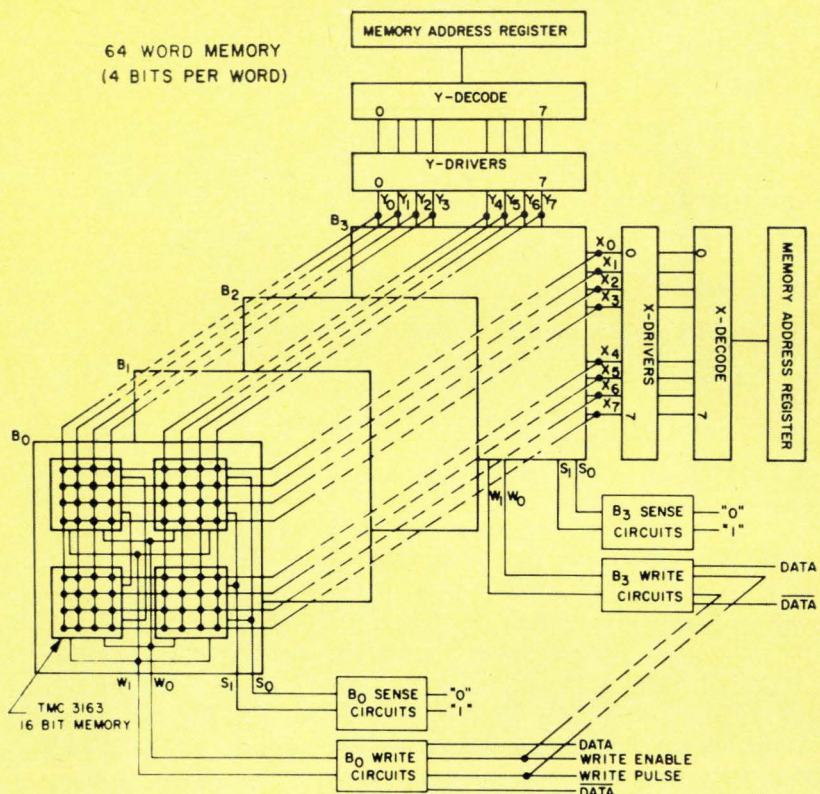 64 WORD MEMORY
(4 BITS PER WORD)
MEMORY ADDRESS REGISTER
Y-DECODE
0 7
Y-DRIVERS
0 7
Y0 Y1 Y2 Y3 Y4 Y5 Y6 Y7
B3
X0
X1
X2
X3
X4
X5
X6
X7
0
X-DRIVERS
7
0
X-DECODE
7
MEMORY ADDRESS REGISTER
B2
B1
B0
W1 W0
S1 S0
B3 SENSE CIRCUITS
"0"
"1"
B3 WRITE CIRCUITS
DATA
D̅A̅T̅A̅
W1 W0 S1 S0
TMC 3163
16 BIT MEMORY
B0 SENSE CIRCUITS
"0"
"1"
B0 WRITE CIRCUITS
DATA
WRITE ENABLE
WRITE PULSE
D̅A̅T̅A̅